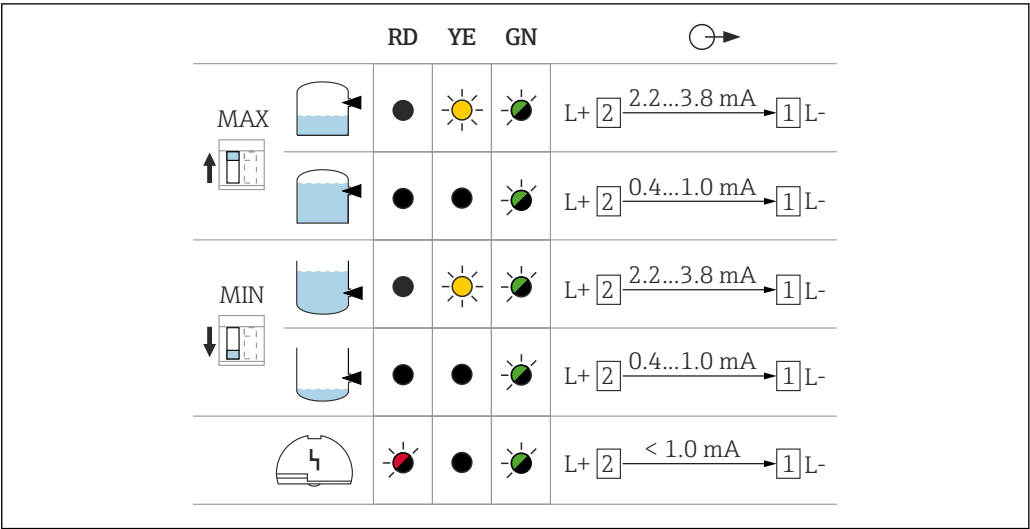 RD YE GN
MAX
L+ 2 2.2...3.8 mA 1 L-
L+ 2 0.4...1.0 mA 1 L-
MIN
L+ 2 2.2...3.8 mA 1 L-
L+ 2 0.4...1.0 mA 1 L-
L+ 2 < 1.0 mA 1 L-